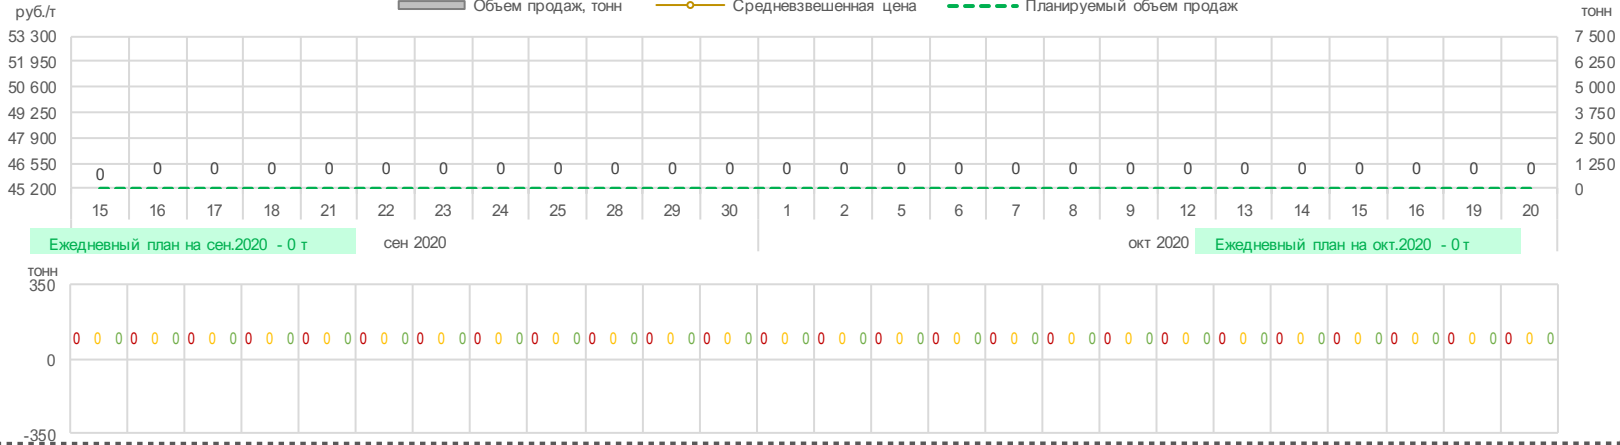 руб./т Объем продаж, тонн Средневзвешенная цена Планируемый объем продаж тонн
53 300 7 500
51 950 6 250
50 600 5 000
49 250 3 750
47 900 2 500
46 550 1 250
0 0 0 0 0 0 0 0 0 0 0 0 0 0 0 0 0 0 0 0 0 0 0 0 0 0
45 200 0
15 16 17 18 21 22 23 24 25 28 29 30 1 2 5 6 7 8 9 12 13 14 15 16 19 20
Ежедневный план на сен.2020 - 0 т сен 2020 окт 2020 Ежедневный план на окт.2020 - 0 т
тонн
350
0 0 0 0 0 0 0 0 0 0 0 0 0 0 0 0 0 0 0 0 0 0 0 0 0 0 0 0 0 0 0 0 0 0 0 0 0 0 0 0 0 0 0 0 0 0 0 0 0 0 0 0 0 0 0 0 0 0 0 0 0 0 0 0 0 0 0 0 0 0 0 0 0 0 0 0 0 0
0
-350